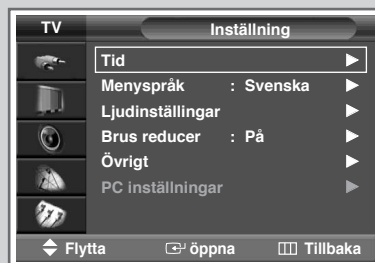 TV Inställning
Tid
Menyspråk : Svenska
Ljudinställingar
Brus reducer : På
Övrigt
PC inställningar
Flytta öppna Tillbaka